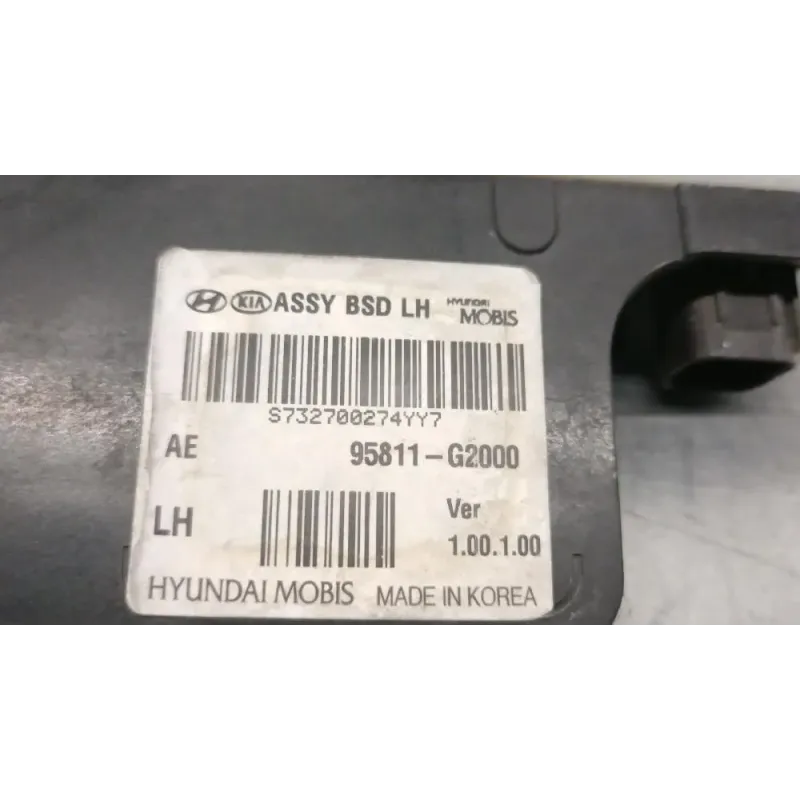 KIA ASSY BSD LH HYUNDAI MOBIS
S732700274YY7
AE 95811-G2000
LH Ver
1.00.1.00
HYUNDAI MOBIS MADE IN KOREA